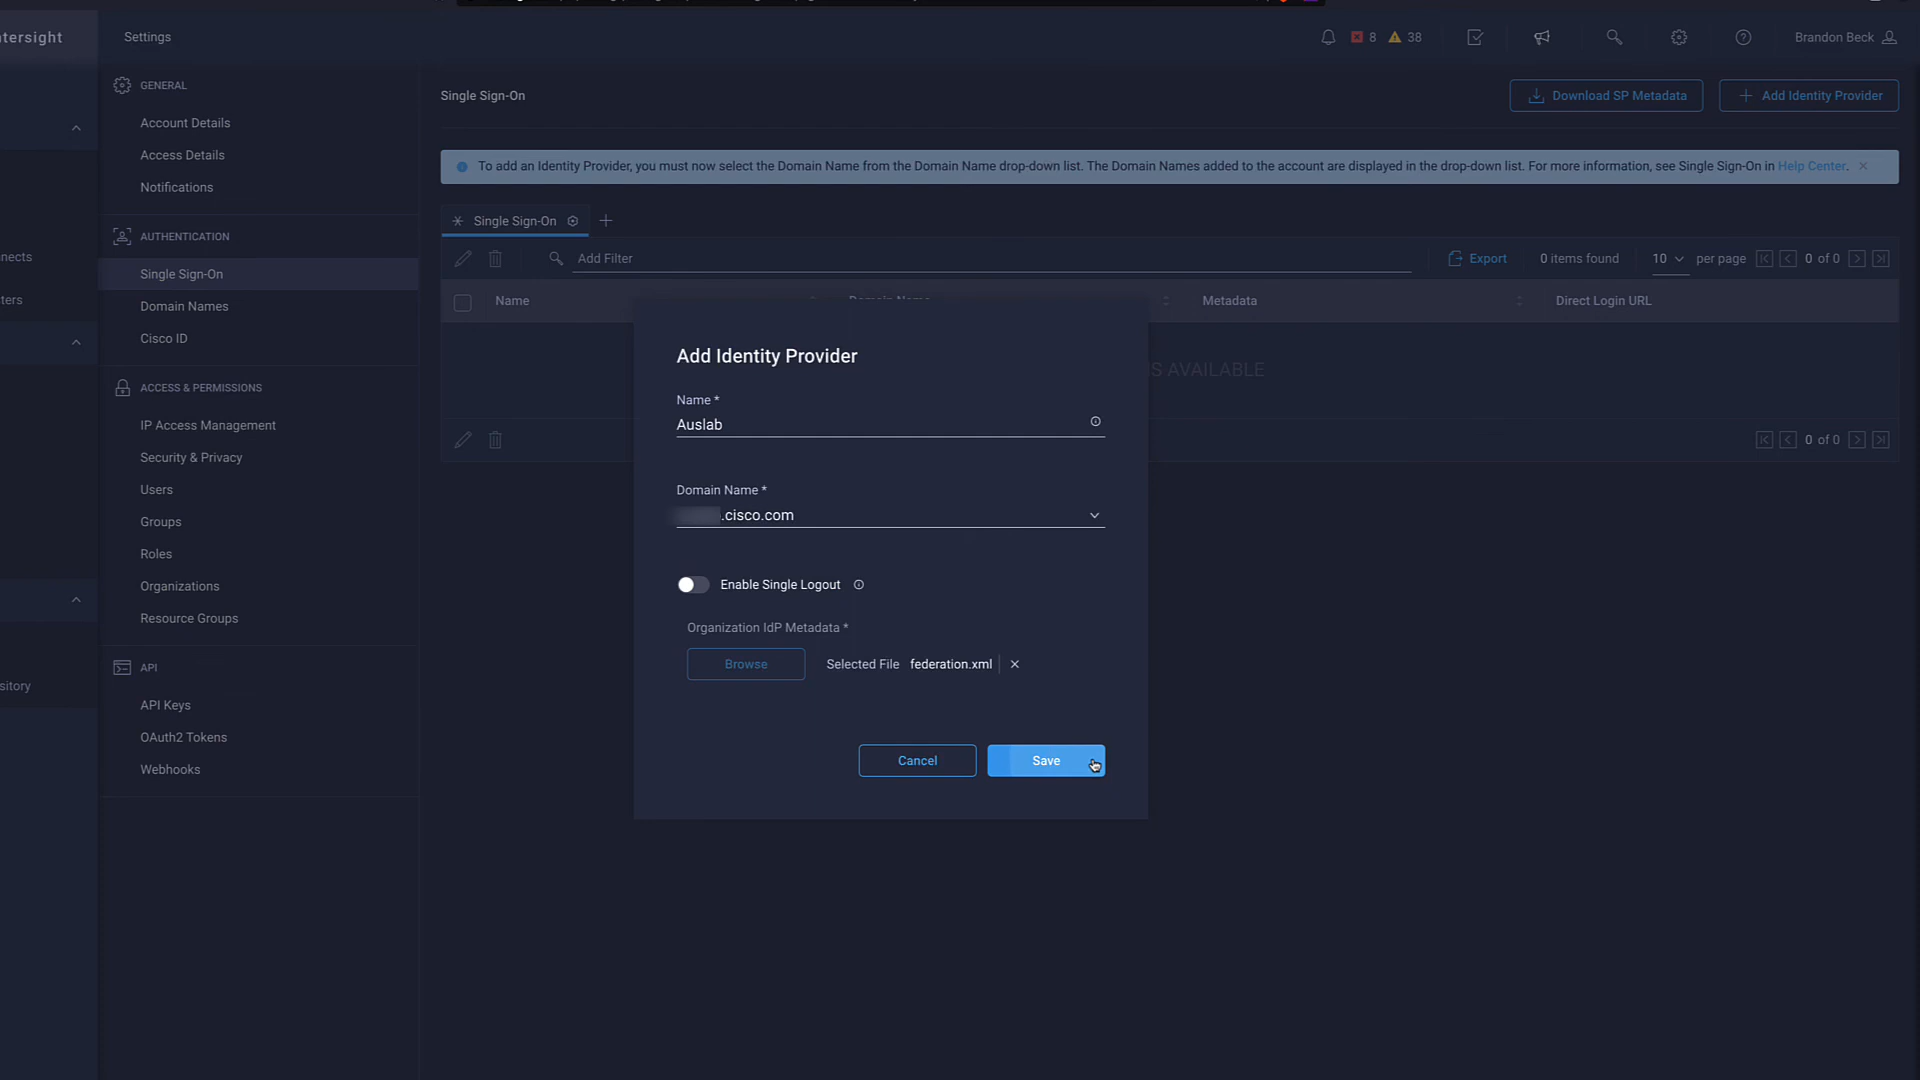 tersight
Settings
8
38
Brandon Beck
GENERAL
Account Details
Access Details
Notifications
AUTHENTICATION
Single Sign-On
Domain Names
Cisco ID
ACCESS & PERMISSIONS
IP Access Management
Security & Privacy
Users
Groups
Roles
Organizations
Resource Groups
API
API Keys
OAuth2 Tokens
Webhooks
nects
ters
sitory
Single Sign-On
Download SP Metadata
Add Identity Provider
To add an Identity Provider, you must now select the Domain Name from the Domain Name drop-down list. The Domain Names added to the account are displayed in the drop-down list. For more information, see Single Sign-On in Help Center.
Single Sign-On
Add Filter
Export
0 items found
10 per page
0 of 0
Name
Domain Name
Metadata
Direct Login URL
S AVAILABLE
0 of 0
Add Identity Provider
Name *
Auslab
Domain Name *
.cisco.com
Enable Single Logout
Organization IdP Metadata *
Browse
Selected File federation.xml
Cancel
Save